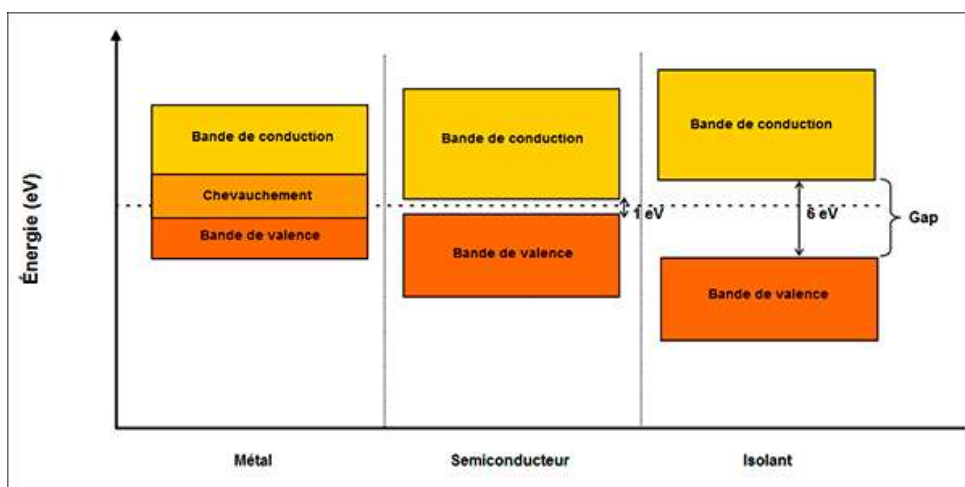 Énergie (eV)
Bande de conduction
Chevauchement
Bande de valence
Bande de conduction
1 eV
Bande de valence
Bande de conduction
6 eV
Gap
Bande de valence
Métal
Semiconducteur
Isolant